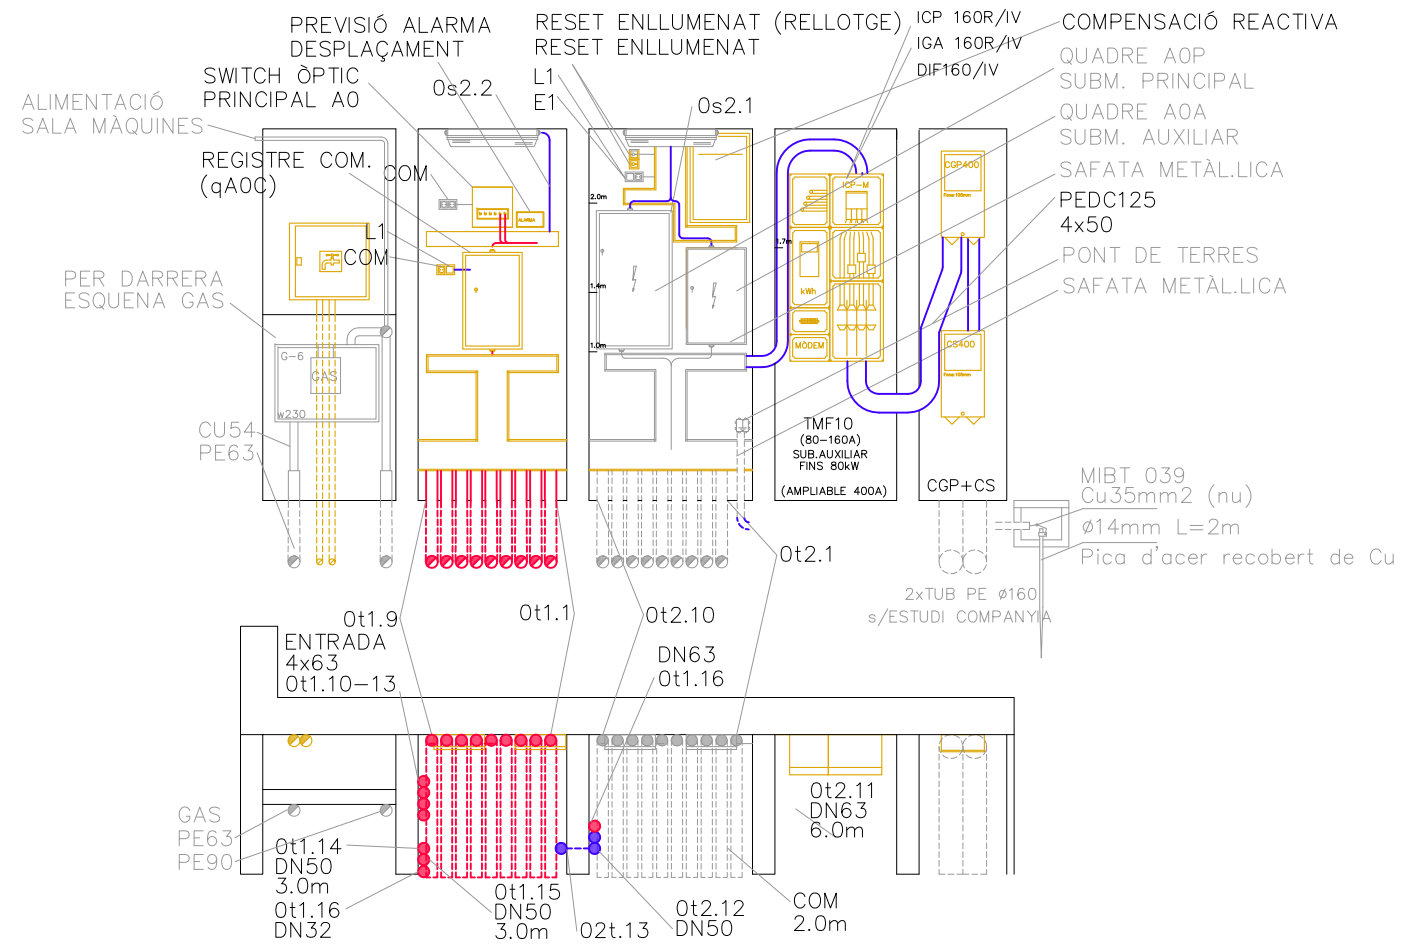 PREVISIÓ ALARMA
DESPLAÇAMENT
RESET ENLLUMENAT (RELLOTGE)
RESET ENLLUMENAT
ICP 160R/IV
IGA 160R/IV
DIF160/IV
COMPENSACIÓ REACTIVA
QUADRE A0P
SUBM. PRINCIPAL
QUADRE A0A
SUBM. AUXILIAR
SAFATA METÀL.LICA
PEDC125
4x50
PONT DE TERRES
SAFATA METÀL.LICA
SWITCH ÒPTIC
PRINCIPAL A0
0s2.2
L1
E1
0s2.1
ALIMENTACIÓ
SALA MÀQUINES
REGISTRE COM.
(qA0C)
COM
ALARMA
L1
COM
2.0m
1.4m
1.0m
1.7m
ICP-M
kWh
MÒDEM
CGP400
Fmax:135mm
CS400
Fmax:135mm
PER DARRERA
ESQUENA GAS
G-6
GAS
w230
CU54
PE63
TMF10
(80-160A)
SUB.AUXILIAR
FINS 80kW
(AMPLIABLE 400A)
CGP+CS
MIBT 039
Cu35mm2 (nu)
Ø14mm L=2m
Pica d'acer recobert de Cu
2xTUB PE Ø160
s/ESTUDI COMPANYIA
0t1.9
0t1.1
0t2.10
0t2.1
ENTRADA
4x63
0t1.10-13
DN63
0t1.16
GAS
PE63
PE90
0t1.14
DN50
3.0m
0t1.16
DN32
0t1.15
DN50
3.0m
02t.13
0t2.12
DN50
COM
2.0m
0t2.11
DN63
6.0m